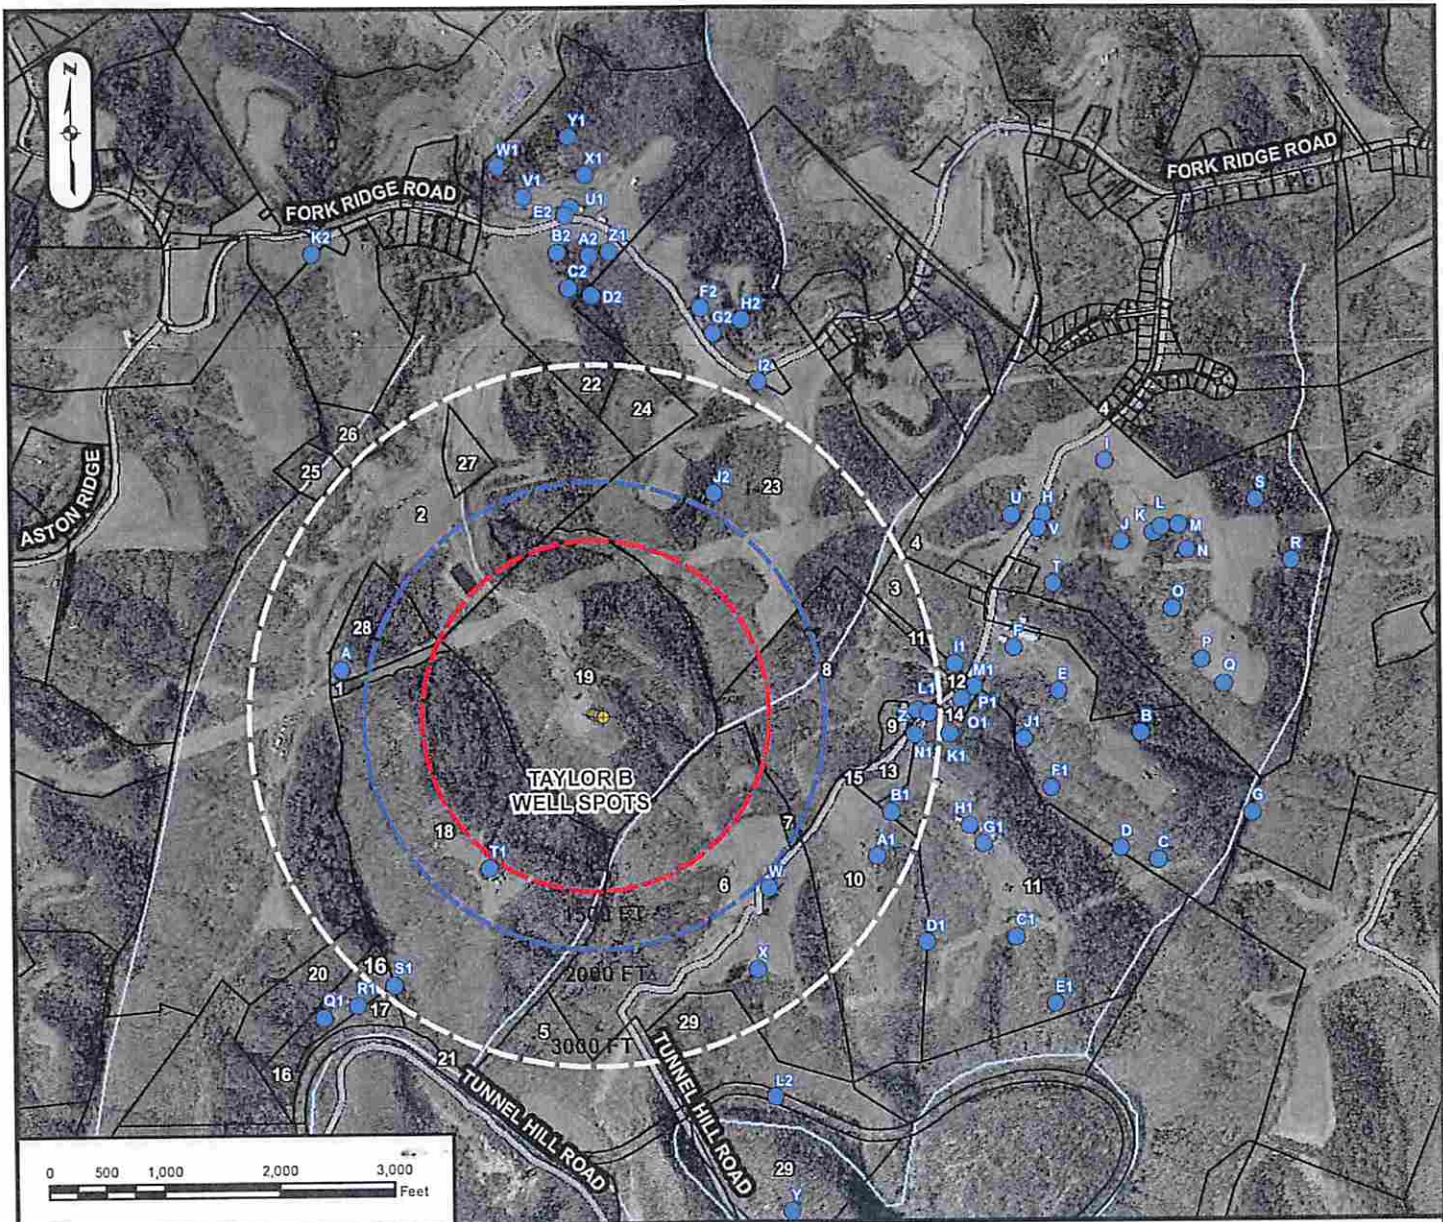 Z
Y1
W1
X1
FORK RIDGE ROAD
V1
FORK RIDGE ROAD
U1
E2
K2
B2
A2
Z1
C2
D2
F2
H2
G2
I2
22
24
4
26
I
25
27
J2
23
S
ASTON RIDGE
2
U
H
L
K
V
J
M
N
R
4
T
O
3
28
11
F
P
A
I1
Q
8
1
19
12
M1
E
L1
P1
Z
14
B
9
O1
J1
N1
K1
TAYLOR B
WELL SPOTS
15
13
F1
B1
G
7
H1
18
G1
D
T1
A1
C
6
W
10
11
1500 FT
D1
C1
X
2000 FT
16
S1
20
R1
E1
Q1
17
5
29
3000 FT
21
16
TUNNEL HILL ROAD
TUNNEL HILL ROAD
L2
29
0 500 1,000 2,000 3,000
Feet
Y